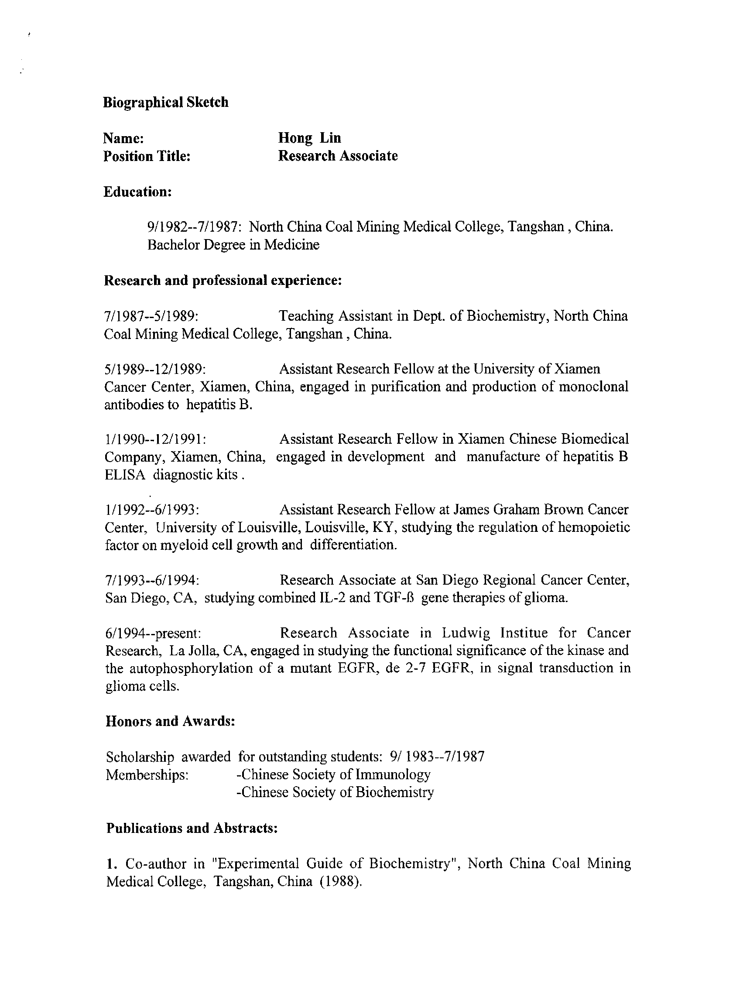 Biographical Sketch
Name: Hong Lin
Position Title: Research Associate
Education:
9/1982--7/1987: North China Coal Mining Medical College, Tangshan , China.
Bachelor Degree in Medicine
Research and professional experience:
7/1987--5/1989: Teaching Assistant in Dept. of Biochemistry, North China
Coal Mining Medical College, Tangshan , China.
5/1989--12/1989: Assistant Research Fellow at the University of Xiamen
Cancer Center, Xiamen, China, engaged in purification and production of monoclonal
antibodies to hepatitis B.
1/1990--12/1991: Assistant Research Fellow in Xiamen Chinese Biomedical
Company, Xiamen, China, engaged in development and manufacture of hepatitis B
ELISA diagnostic kits .
1/1992--6/1993: Assistant Research Fellow at James Graham Brown Cancer
Center, University of Louisville, Louisville, KY, studying the regulation of hemopoietic
factor on myeloid cell growth and differentiation.
7/1993--6/1994: Research Associate at San Diego Regional Cancer Center,
San Diego, CA, studying combined IL-2 and TGF-ß gene therapies of glioma.
6/1994--present: Research Associate in Ludwig Institue for Cancer
Research, La Jolla, CA, engaged in studying the functional significance of the kinase and
the autophosphorylation of a mutant EGFR, de 2-7 EGFR, in signal transduction in
glioma cells.
Honors and Awards:
Scholarship awarded for outstanding students: 9/ 1983--7/1987
Memberships: -Chinese Society of Immunology
-Chinese Society of Biochemistry
Publications and Abstracts:
1. Co-author in "Experimental Guide of Biochemistry", North China Coal Mining
Medical College, Tangshan, China (1988).